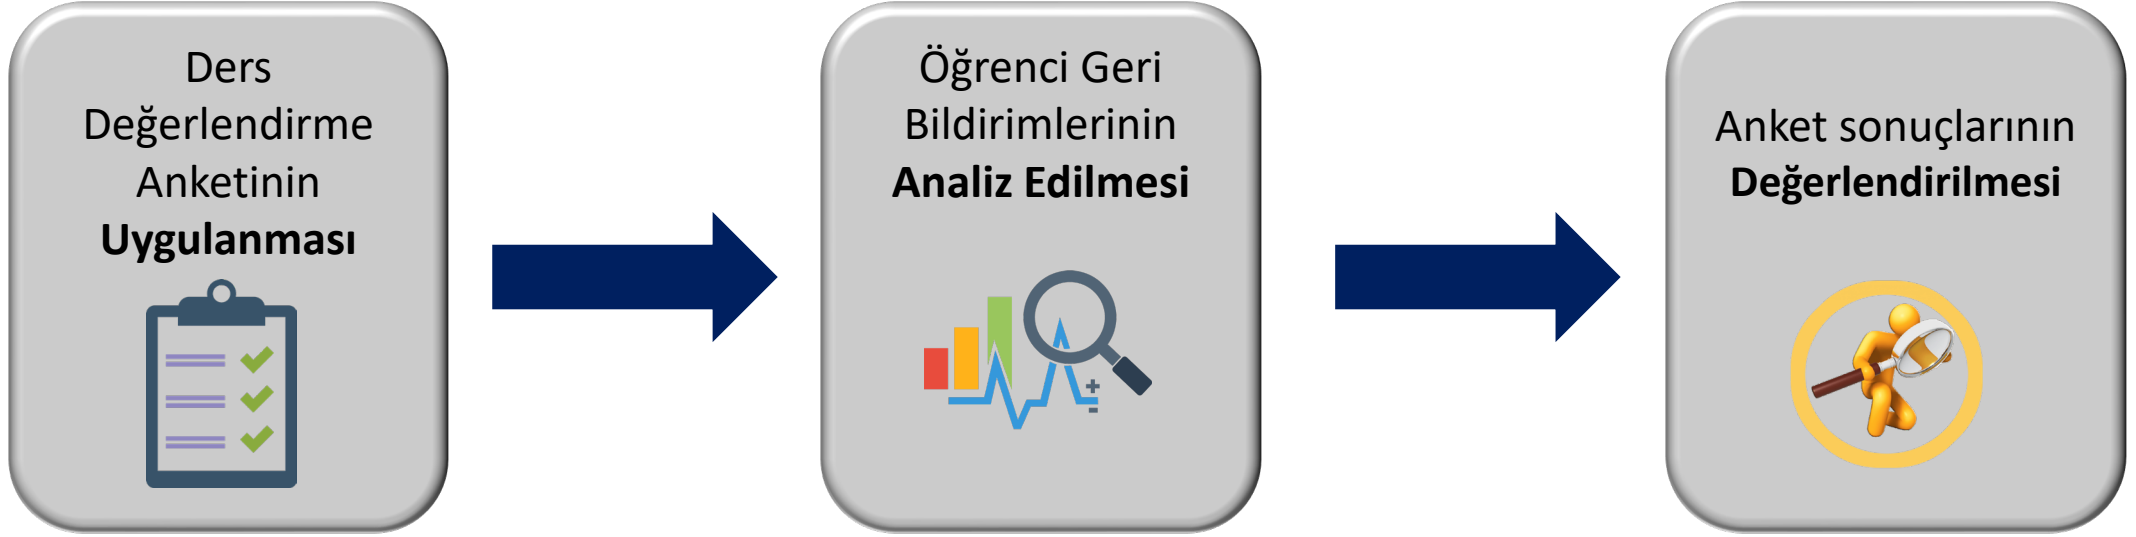 Ders
Değerlendirme
Anketinin
Uygulanması
Öğrenci Geri
Bildirimlerinin
Analiz Edilmesi
Anket sonuçlarının
Değerlendirilmesi